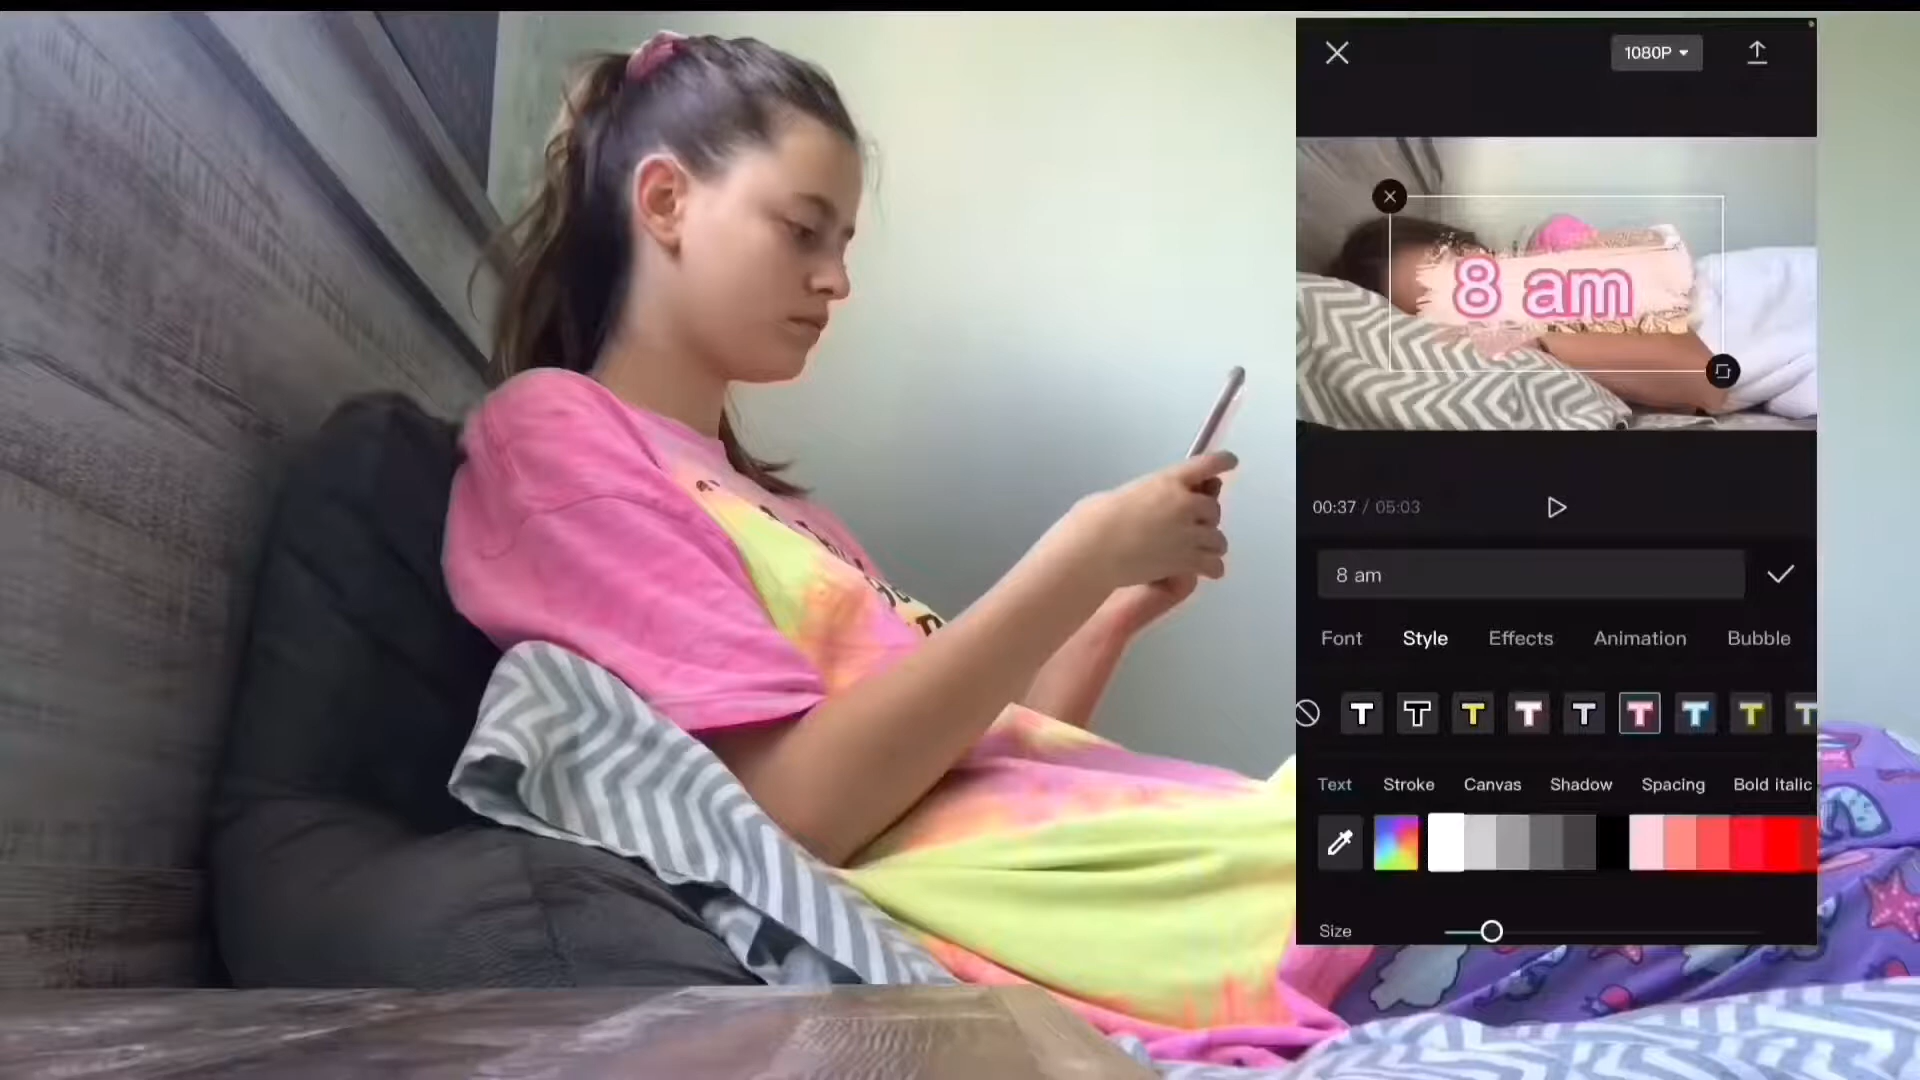 1080P
8 am
00:37 / 05:03
8 am
Font Style Effects Animation Bubble
T T T T T T T T T
Text Stroke Canvas Shadow Spacing Bold italic
Size